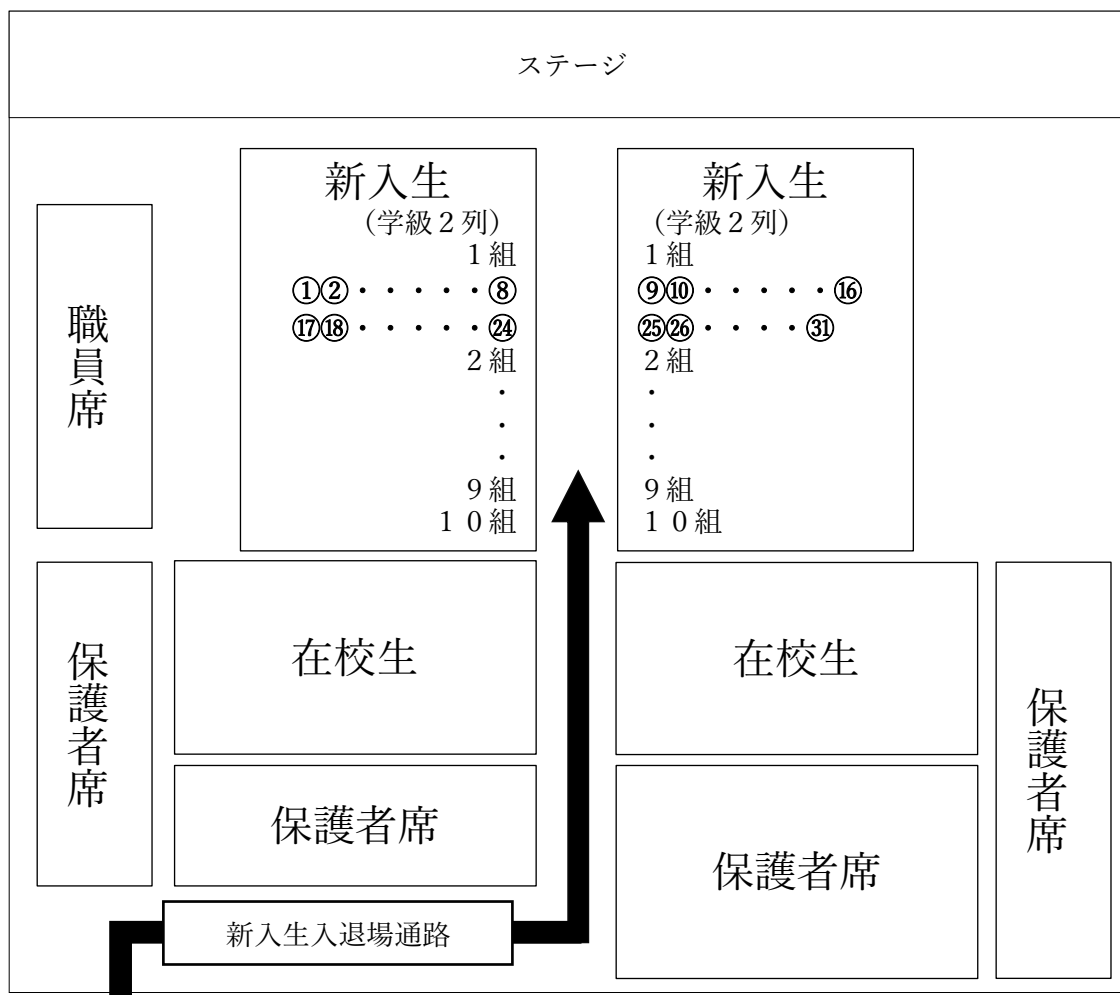 ステージ
新入生
(学級２列)
１組
①②・・・・・⑧
⑰⑱・・・・・㉔
２組
・
・
・
９組
１０組
新入生
(学級２列)
１組
⑨⑩・・・・・⑯
㉕㉖・・・・㉛
２組
・
・
・
９組
１０組
職員席
保護者席
在校生
在校生
保護者席
保護者席
保護者席
新入生入退場通路